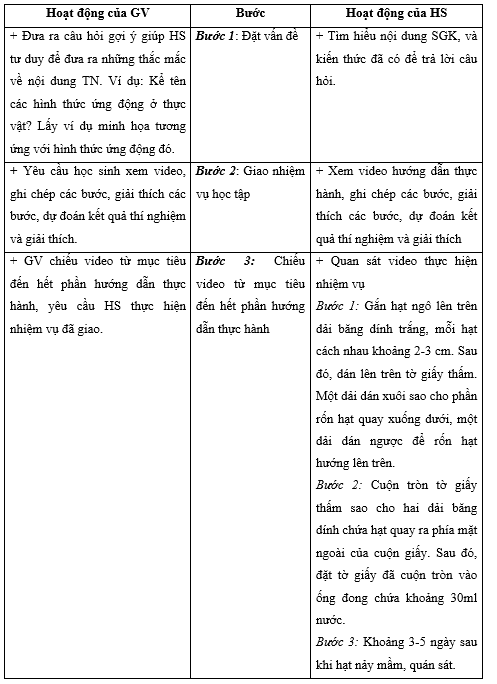 Hoạt động của GV
Bước
Hoạt động của HS
+ Đưa ra câu hỏi gợi ý giúp HS
tư duy để đưa ra những thắc mắc
về nội dung TN. Ví dụ: Kể tên
các hình thức ứng động ở thực
vật? Lấy ví dụ minh họa tương
ứng với hình thức ứng động đó.
Bước 1: Đặt vấn đề
+ Tìm hiểu nội dung SGK, và
kiến thức đã có để trả lời câu
hỏi.
+ Yêu cầu học sinh xem video,
ghi chép các bước, giải thích các
bước, dự đoán kết quả thí nghiệm
và giải thích.
Bước 2: Giao nhiệm
vụ học tập
+ Xem video hướng dẫn thực
hành, ghi chép các bước, giải
thích các bước, dự đoán kết
quả thí nghiệm và giải thích
+ GV chiếu video từ mục tiêu
đến hết phần hướng dẫn thực
hành, yêu cầu HS thực hiện
nhiệm vụ đã giao.
Bước 3: Chiếu
video từ mục tiêu
đến hết phần hướng
dẫn thực hành
+ Quan sát video thực hiện
nhiệm vụ
Bước 1: Gắn hạt ngô lên trên
dải băng dính trắng, mỗi hạt
cách nhau khoảng 2-3 cm. Sau
đó, dán lên trên tờ giấy thấm.
Một dải dán xuôi sao cho phần
rốn hạt quay xuống dưới, một
dải dán ngược để rốn hạt
hướng lên trên.
Bước 2: Cuộn tròn tờ giấy
thấm sao cho hai dải băng
dính chứa hạt quay ra phía mặt
ngoài của cuộn giấy. Sau đó,
đặt tờ giấy đã cuộn tròn vào
ống đong chứa khoảng 30ml
nước.
Bước 3: Khoảng 3-5 ngày sau
khi hạt nảy mầm, quán sát.